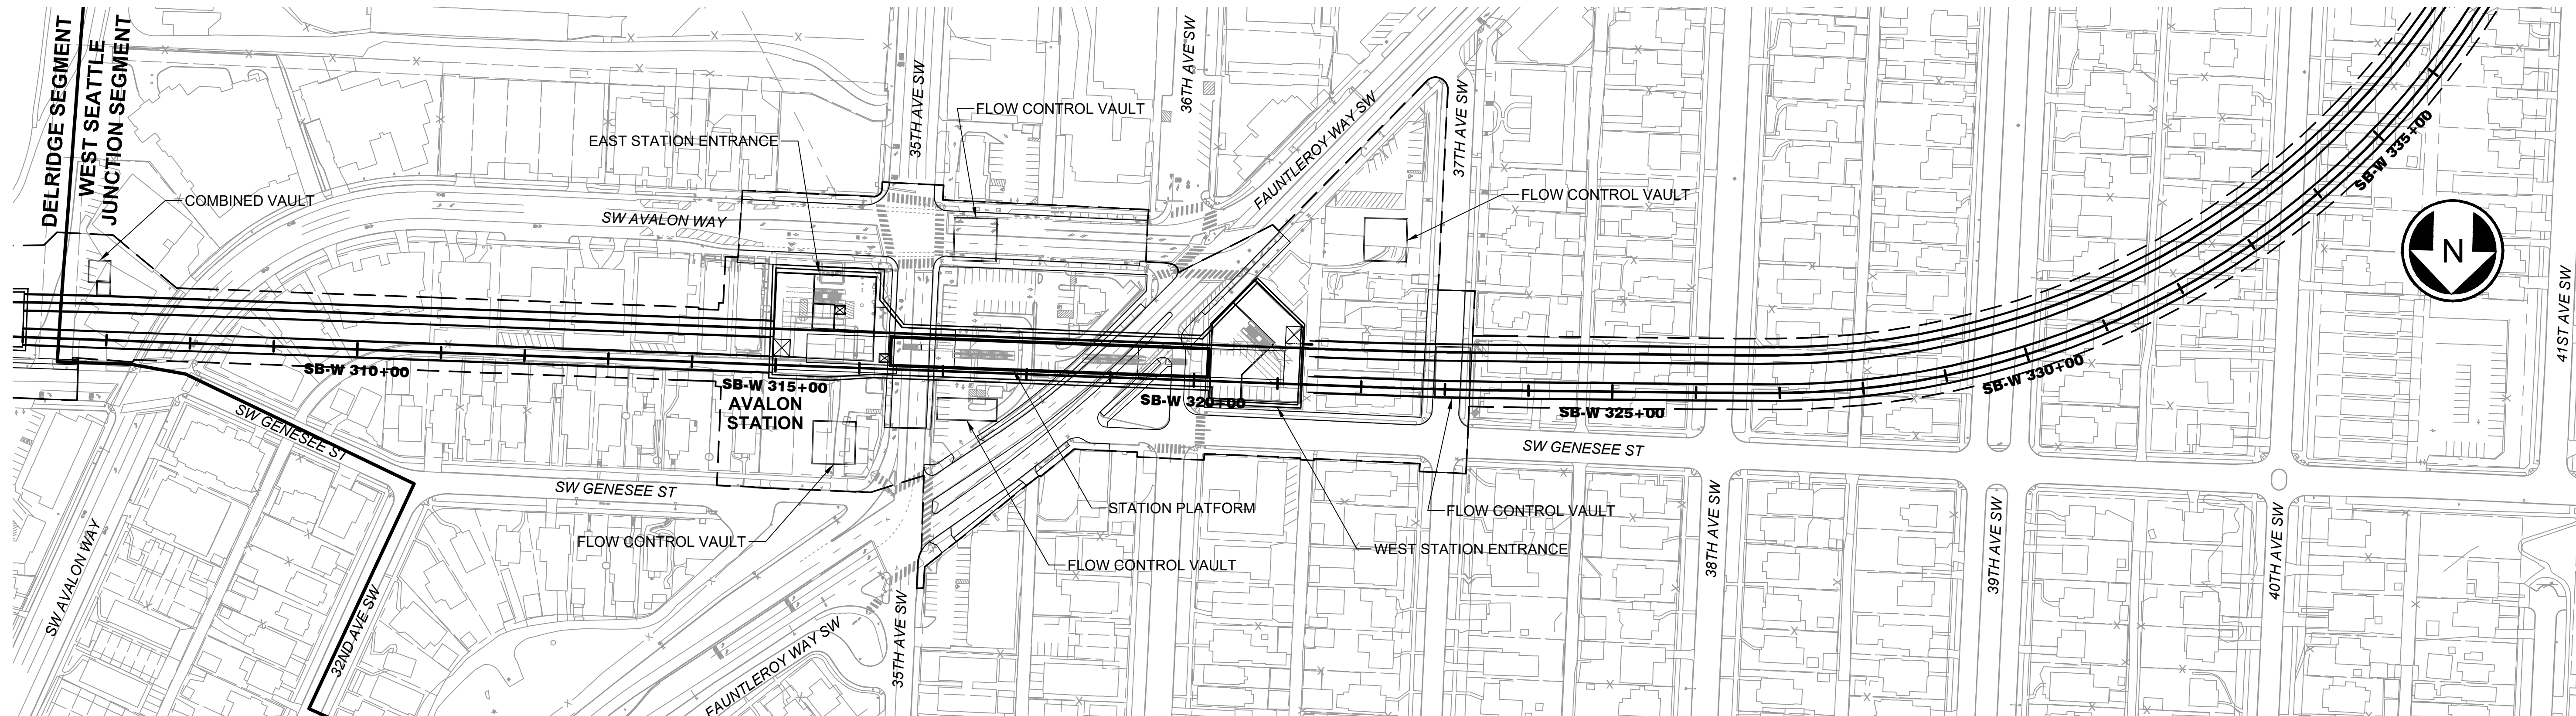 DELRIDGE SEGMENT
WEST SEATTLE
JUNCTION SEGMENT
COMBINED VAULT
EAST STATION ENTRANCE
35TH AVE SW
FLOW CONTROL VAULT
36TH AVE SW
FAUNTLEROY WAY SW
37TH AVE SW
FLOW CONTROL VAULT
SW AVALON WAY
SB-W 335+00
N
41ST AVE SW
SB-W 310+00
SB-W 315+00
AVALON
STATION
SB-W 320+00
SB-W 325+00
SB-W 330+00
SW GENESEE ST
SW GENESEE ST
SW GENESEE ST
STATION PLATFORM
FLOW CONTROL VAULT
FLOW CONTROL VAULT
FLOW CONTROL VAULT
WEST STATION ENTRANCE
SW AVALON WAY
32ND AVE SW
FAUNTLEROY WAY SW
35TH AVE SW
38TH AVE SW
39TH AVE SW
40TH AVE SW